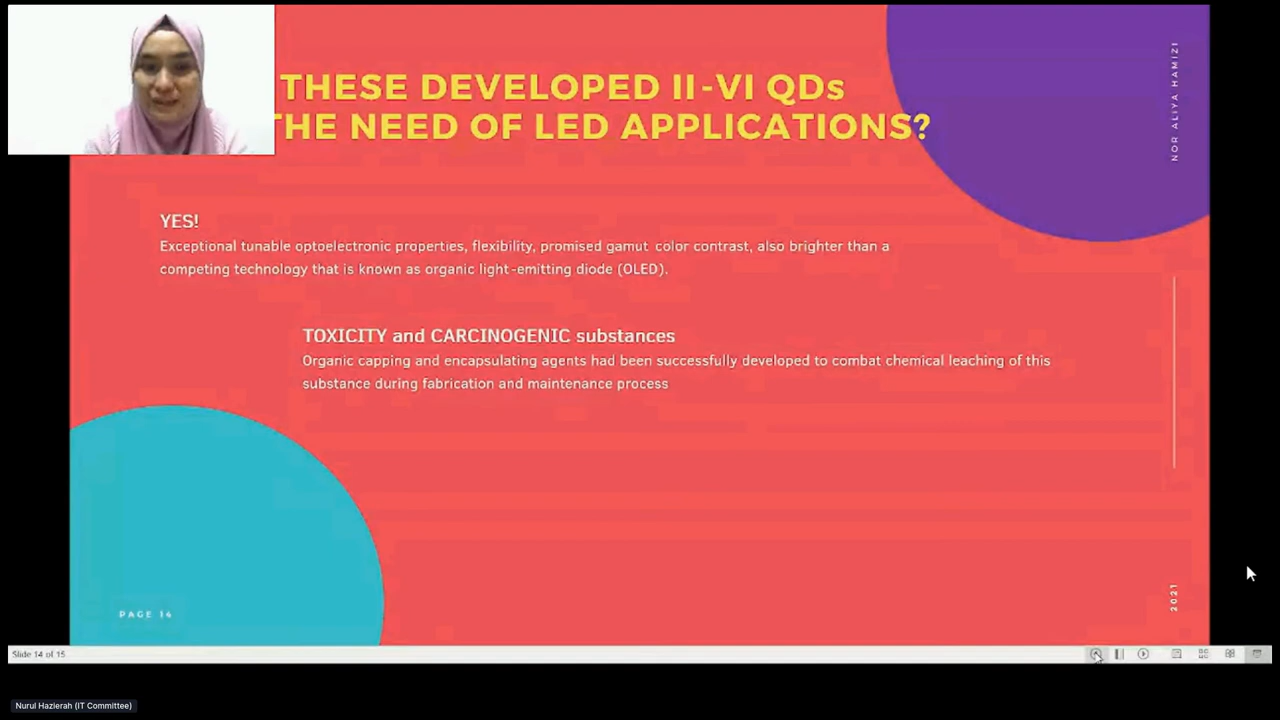 THESE DEVELOPED II-VI QDs
THE NEED OF LED APPLICATIONS?
NOR ALIYA HAMIZI
YES!
Exceptional tunable optoelectronic properties, flexibility, promised gamut color contrast, also brighter than a
competing technology that is known as organic light-emitting diode (OLED).
TOXICITY and CARCINOGENIC substances
Organic capping and encapsulating agents had been successfully developed to combat chemical leaching of this
substance during fabrication and maintenance process
PAGE 14
2021
Slide 14 of 15
Nurul Hazierah (IT Committee)